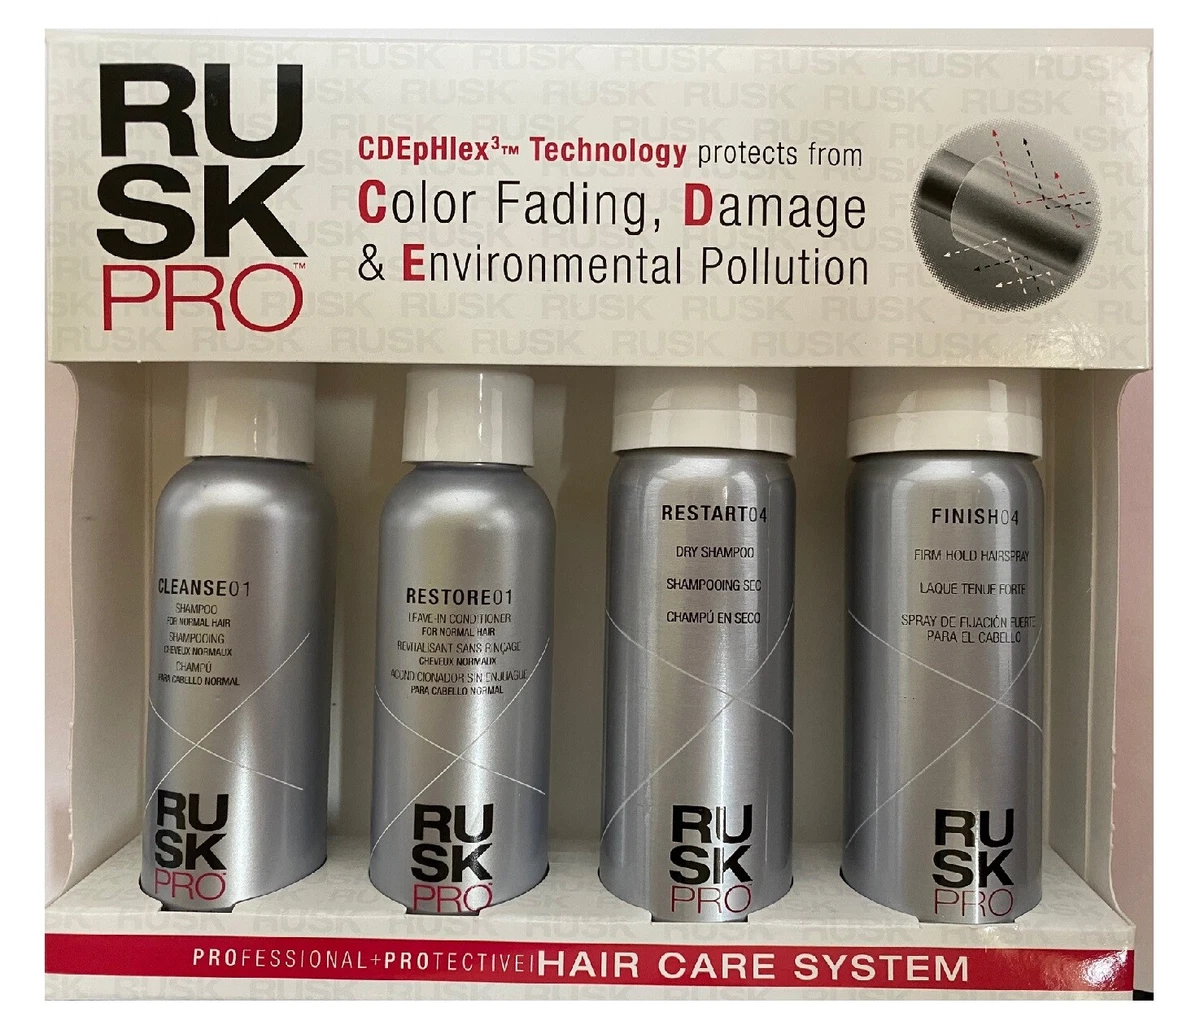 RU
SK
PRO™
CDEpHlex³™ Technology protects from
Color Fading, Damage
& Environmental Pollution
CLEANSE01
SHAMPOO
FOR NORMAL HAIR
SHAMPOOING
CHEVEUX NORMAUX
CHAMPÚ
PARA CABELLO NORMAL
RU
SK
PRO
RESTORE01
LEAVE-IN CONDITIONER
FOR NORMAL HAIR
REVITALISANT SANS RINÇAGE
CHEVEUX NORMAUX
ACONDICIONADOR SIN ENJUAGUE
PARA CABELLO NORMAL
RU
SK
PRO
RESTART04
DRY SHAMPOO
SHAMPOOING SEC
CHAMPÚ EN SECO
RU
SK
PRO
FINISH04
FIRM HOLD HAIRSPRAY
LAQUE TENUE FORTE
SPRAY DE FIJACIÓN FUERTE
PARA EL CABELLO
RU
SK
PRO
PROFESSIONAL+PROTECTIVE|HAIR CARE SYSTEM